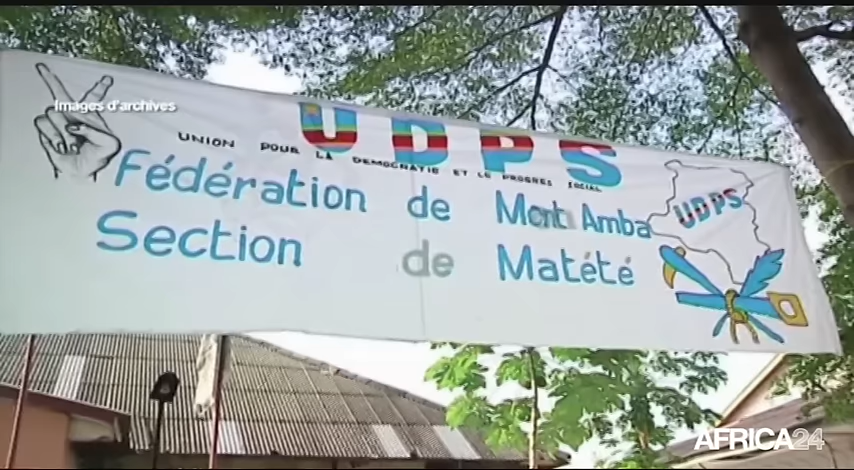 Images d'archives
UDPS
UNION POUR LA DEMOCRATIE ET LE PROGRES SOCIAL
Fédération de Mont Amba
Section de Matété
UDPS
AFRICA24